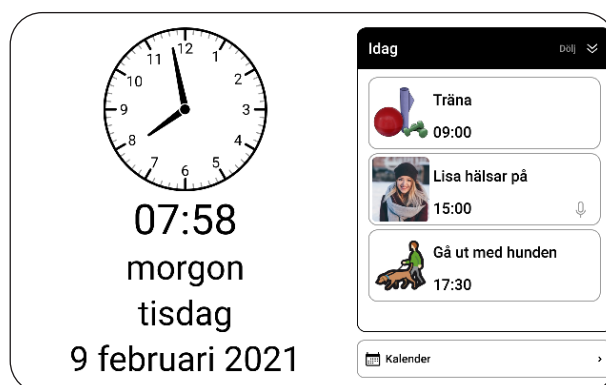 12
1
2
3
4
5
6
7
8
9
10
11
07:58
morgon
tisdag
9 februari 2021
Idag
Dölj
Träna
09:00
Lisa hälsar på
15:00
Gå ut med hunden
17:30
Kalender